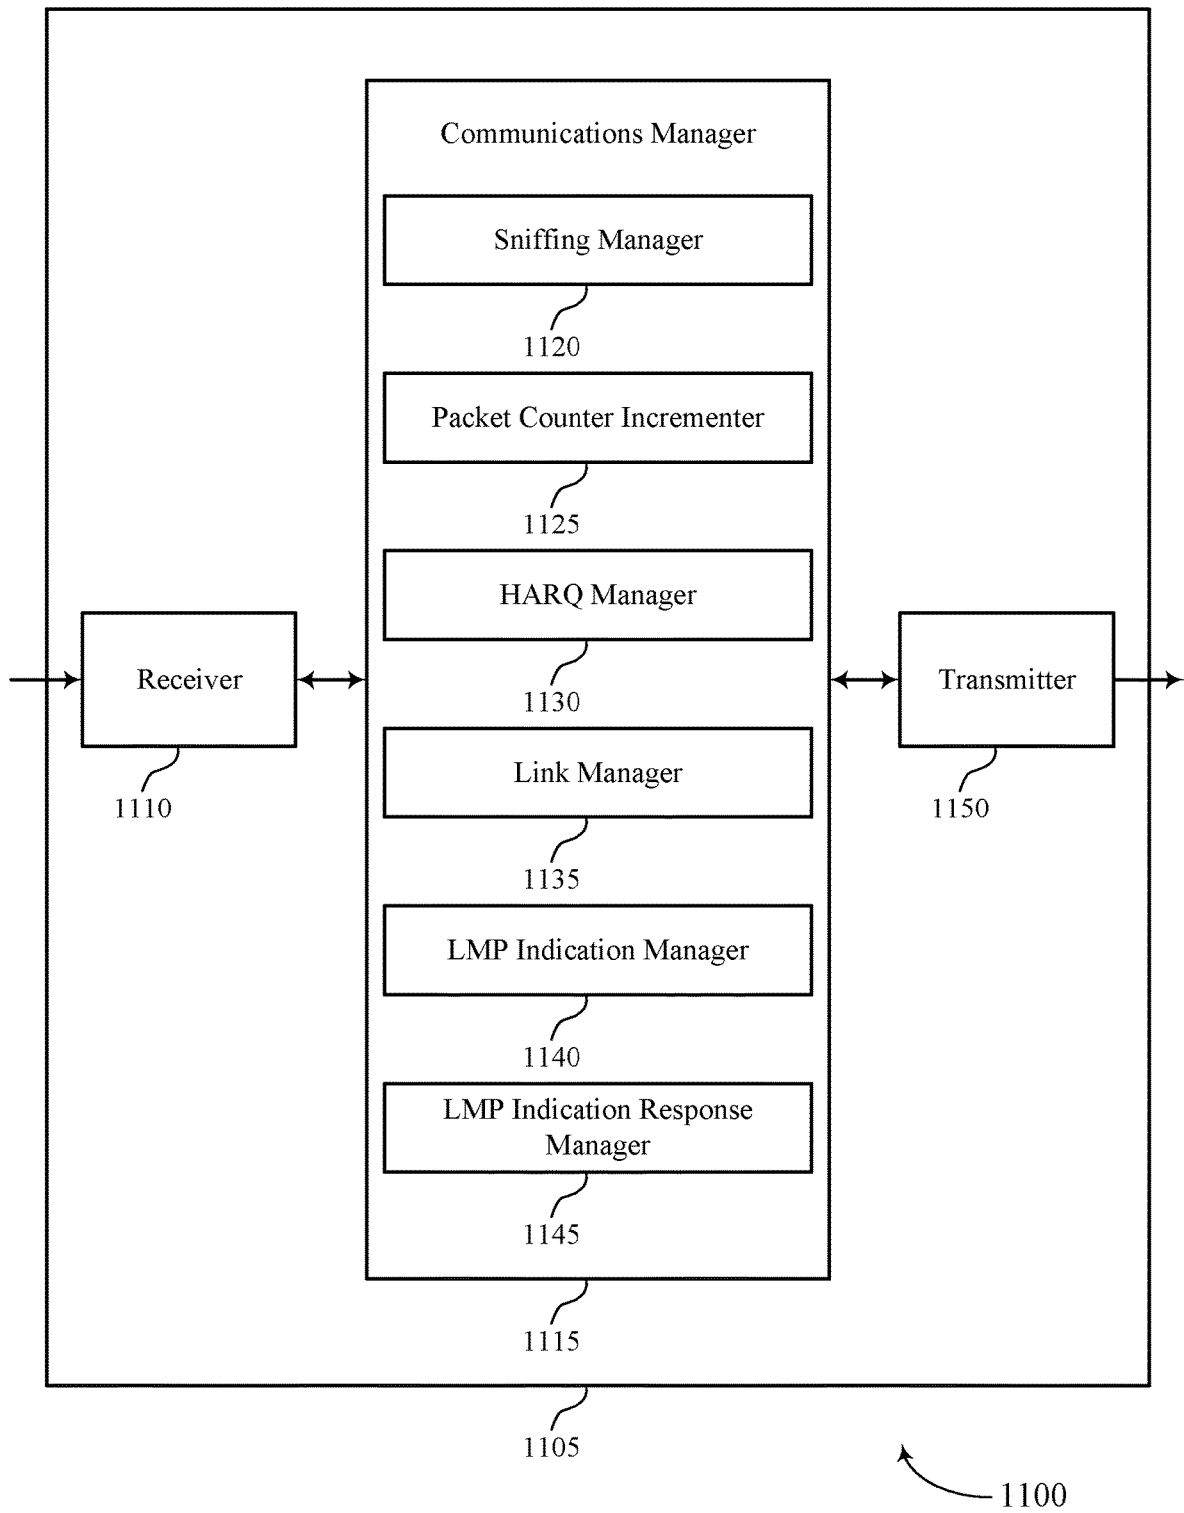 Communications Manager
Sniffing Manager
1120
Packet Counter Incrementer
1125
HARQ Manager
1130
Receiver
1110
Transmitter
1150
Link Manager
1135
LMP Indication Manager
1140
LMP Indication Response
Manager
1145
1115
1105
1100